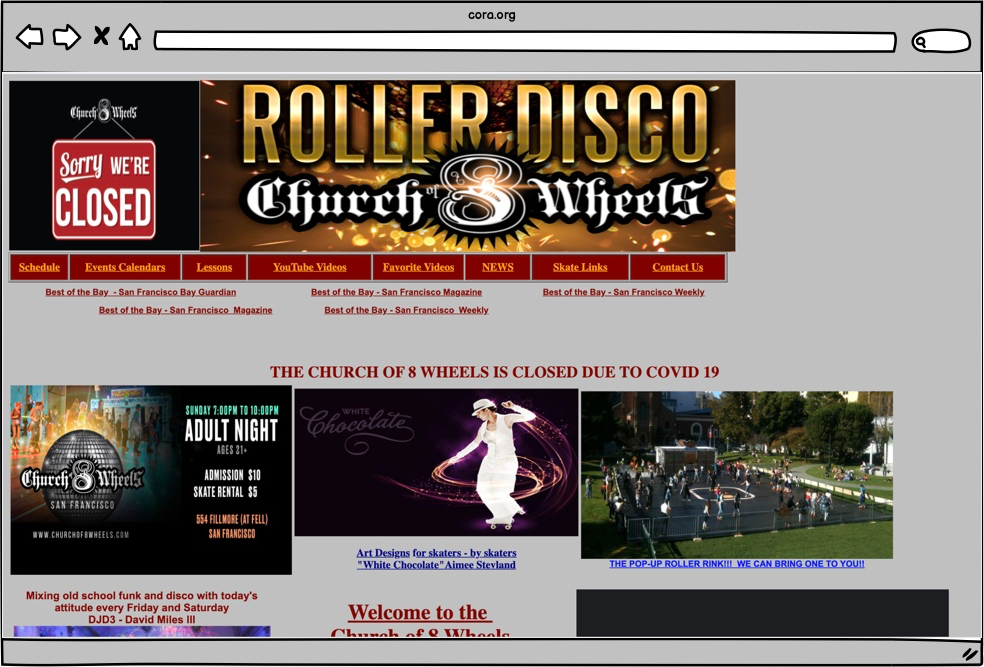 cora.org
Church 8 Wheels
Sorry WE'RE
CLOSED
ROLLER DISCO
Church of 8 Wheels
Schedule Events Calendars Lessons YouTube Videos Favorite Videos NEWS Skate Links Contact Us
Best of the Bay - San Francisco Bay Guardian Best of the Bay - San Francisco Magazine Best of the Bay - San Francisco Weekly
Best of the Bay - San Francisco Magazine Best of the Bay - San Francisco Weekly
THE CHURCH OF 8 WHEELS IS CLOSED DUE TO COVID 19
SUNDAY 7:00PM TO 10:00PM
ADULT NIGHT
AGES 21+
ADMISSION $10
SKATE RENTAL $5
554 FILLMORE (AT FELL)
SAN FRANCISCO
Church 8 Wheels
SAN FRANCISCO
WWW.CHURCHOF8WHEELS.COM
WHITE
Chocolate
Art Designs for skaters - by skaters
"White Chocolate"Aimee Stevland
THE POP-UP ROLLER RINK!!! WE CAN BRING ONE TO YOU!!
Mixing old school funk and disco with today's
attitude every Friday and Saturday
DJD3 - David Miles III
Welcome to the
Church of 8 Wheels